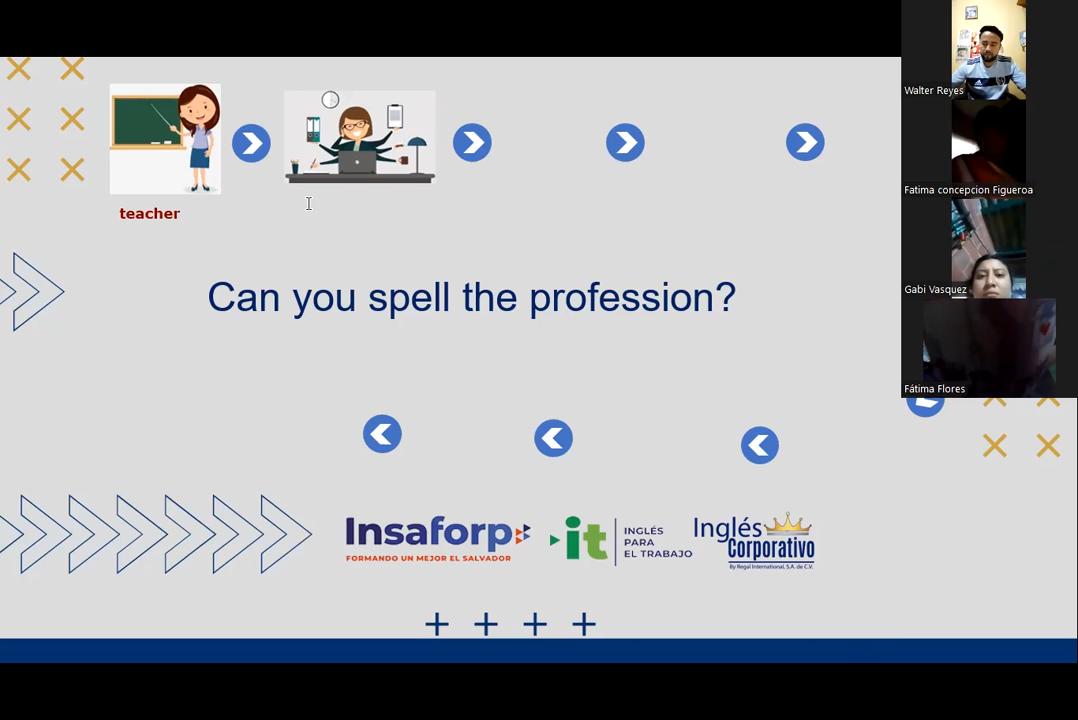 teacher
Can you spell the profession?
Insaforp
FORMANDO UN MEJOR EL SALVADOR
it
INGLÉS
PARA
EL TRABAJO
Inglés
Corporativo
By Regal International, S.A. de C.V.
Walter Reyes
Fatima concepcion Figueroa
Gabi Vasquez
Fátima Flores